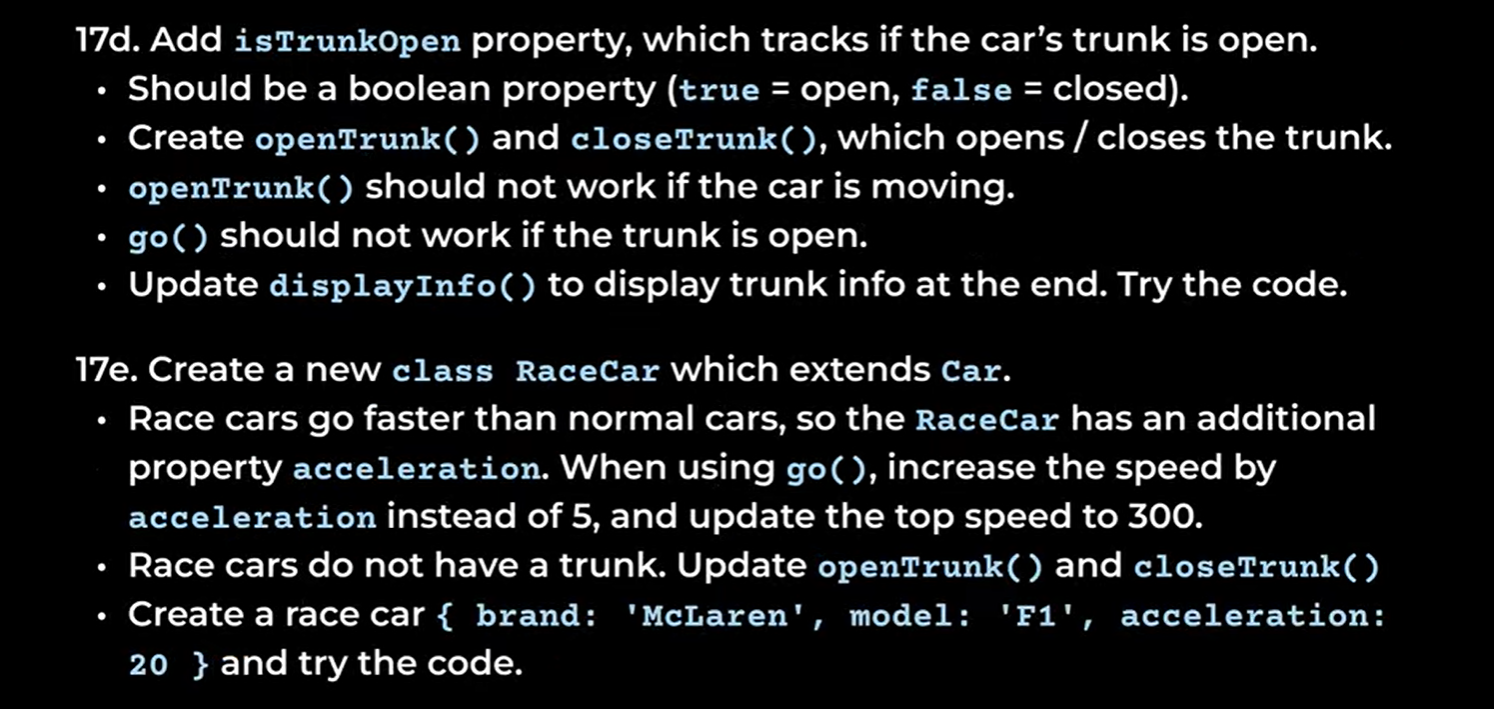 17d. Add isTrunkOpen property, which tracks if the car's trunk is open.
• Should be a boolean property (true = open, false = closed).
• Create openTrunk() and closeTrunk(), which opens / closes the trunk.
• openTrunk() should not work if the car is moving.
• go() should not work if the trunk is open.
• Update displayInfo() to display trunk info at the end. Try the code.
17e. Create a new class RaceCar which extends Car.
• Race cars go faster than normal cars, so the RaceCar has an additional
property acceleration. When using go(), increase the speed by
acceleration instead of 5, and update the top speed to 300.
• Race cars do not have a trunk. Update openTrunk() and closeTrunk()
• Create a race car { brand: 'McLaren', model: 'F1', acceleration:
20 } and try the code.